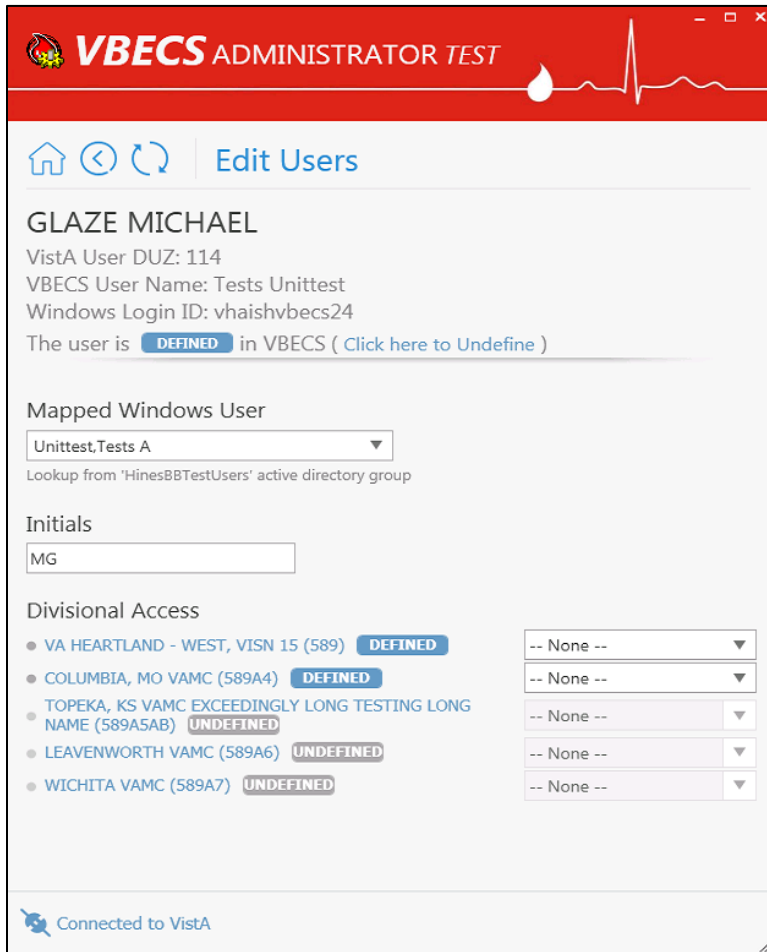 VBECS ADMINISTRATOR TEST
Edit Users
GLAZE MICHAEL
VistA User DUZ: 114
VBECS User Name: Tests Unittest
Windows Login ID: vhaishvbecs24
The user is DEFINED in VBECS ( Click here to Undefine )
Mapped Windows User
Unittest,Tests A
Lookup from 'HinesBBTestUsers' active directory group
Initials
MG
Divisional Access
VA HEARTLAND - WEST, VISN 15 (589) DEFINED -- None --
COLUMBIA, MO VAMC (589A4) DEFINED -- None --
TOPEKA, KS VAMC EXCEEDINGLY LONG TESTING LONG
NAME (589A5AB) UNDEFINED -- None --
LEAVENWORTH VAMC (589A6) UNDEFINED -- None --
WICHITA VAMC (589A7) UNDEFINED -- None --
Connected to VistA